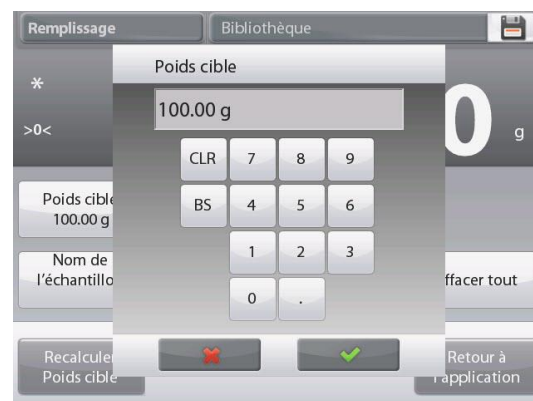 Remplissage
Bibliothèque
Poids cible
100.00 g
*
>0<
0 g
CLR 7 8 9
BS 4 5 6
1 2 3
0 .
Poids cible
100.00 g
Nom de
l'échantillo
ffacer tout
Recalcule
Poids cible
Retour à
l'application